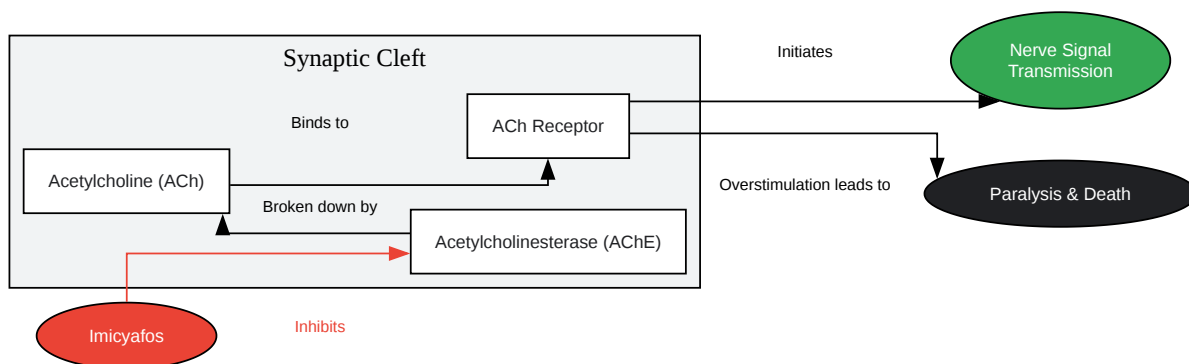 Synaptic Cleft
Initiates
Nerve Signal
Transmission
Binds to
ACh Receptor
Acetylcholine (ACh)
Overstimulation leads to
Paralysis & Death
Broken down by
Acetylcholinesterase (AChE)
Imicyafos
Inhibits